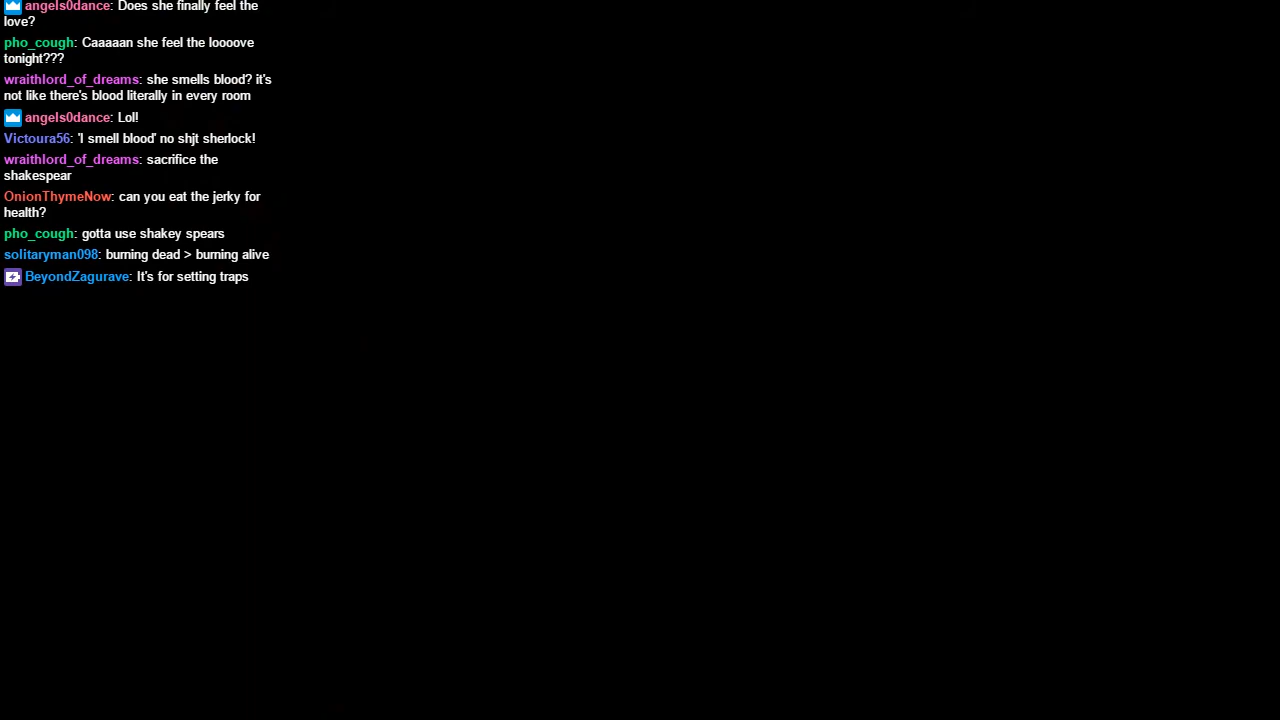 angels0dance: Does she finally feel the
love?
pho_cough: Caaaaan she feel the loooove
tonight???
wraithlord_of_dreams: she smells blood? it's
not like there's blood literally in every room
angels0dance: Lol!
Victoura56: 'I smell blood' no shjt sherlock!
wraithlord_of_dreams: sacrifice the
shakespear
OnionThymeNow: can you eat the jerky for
health?
pho_cough: gotta use shakey spears
solitaryman098: burning dead > burning alive
BeyondZagurave: It's for setting traps